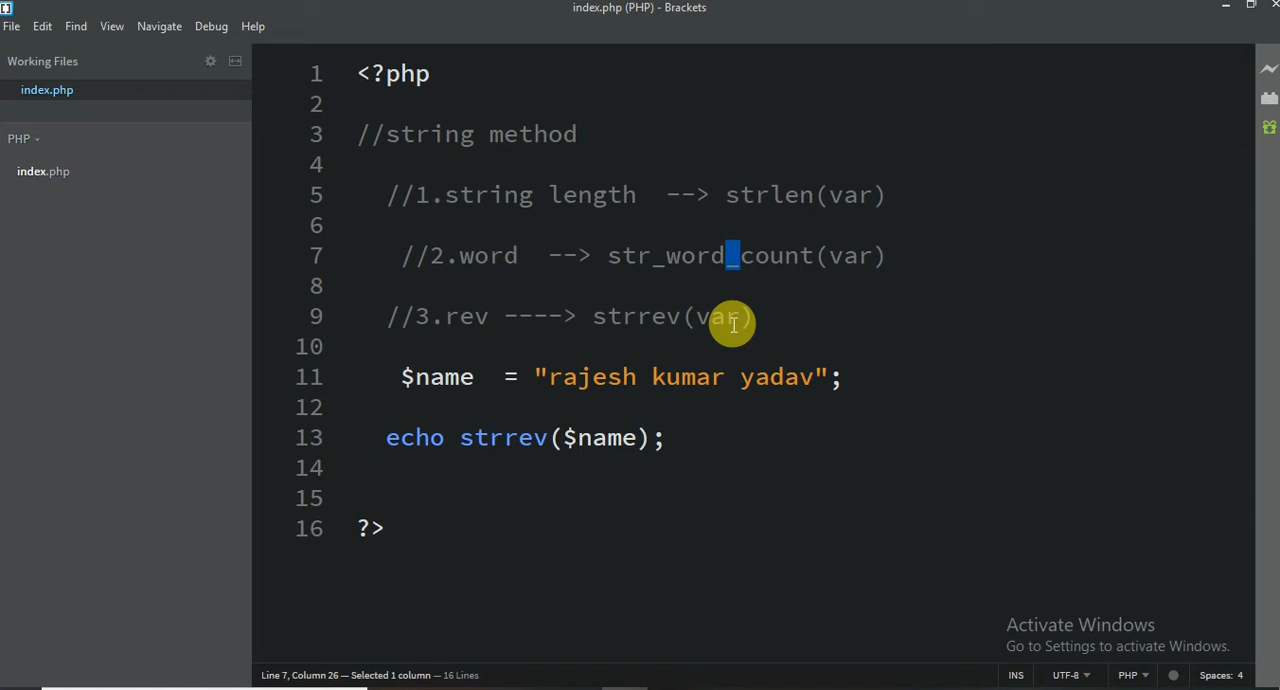 index.php (PHP) - Brackets
File Edit Find View Navigate Debug Help
Working Files
index.php
PHP
index.php
1 <?php
2
3 //string method
4
5 //1.string length --> strlen(var)
6
7 //2.word --> str_word_count(var)
8
9 //3.rev ----> strrev(var)
10
11 $name = "rajesh kumar yadav";
12
13 echo strrev($name);
14
15
16 ?>
Activate Windows
Go to Settings to activate Windows.
Line 7, Column 26 — Selected 1 column — 16 Lines INS UTF-8 PHP Spaces: 4